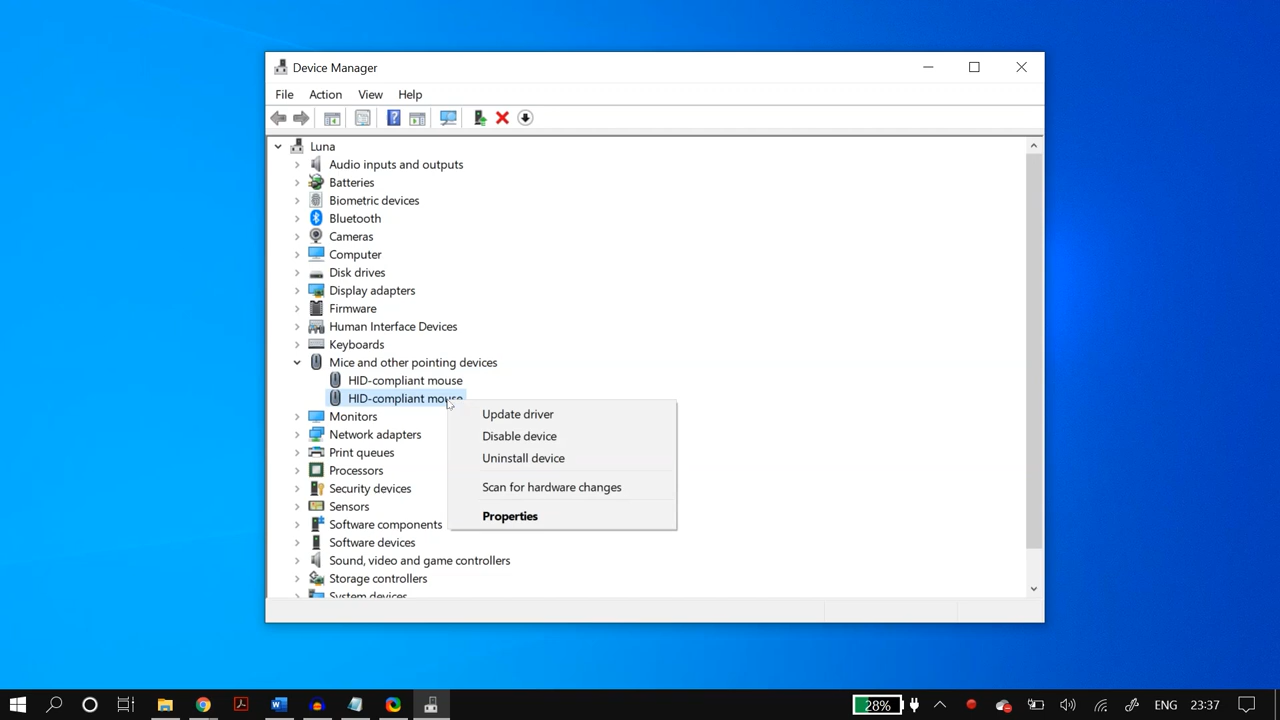 Device Manager
File Action View Help
Luna
Audio inputs and outputs
Batteries
Biometric devices
Bluetooth
Cameras
Computer
Disk drives
Display adapters
Firmware
Human Interface Devices
Keyboards
Mice and other pointing devices
HID-compliant mouse
HID-compliant mouse
Update driver
Disable device
Uninstall device
Scan for hardware changes
Properties
Monitors
Network adapters
Print queues
Processors
Security devices
Sensors
Software components
Software devices
Sound, video and game controllers
Storage controllers
System devices
28% ENG 23:37